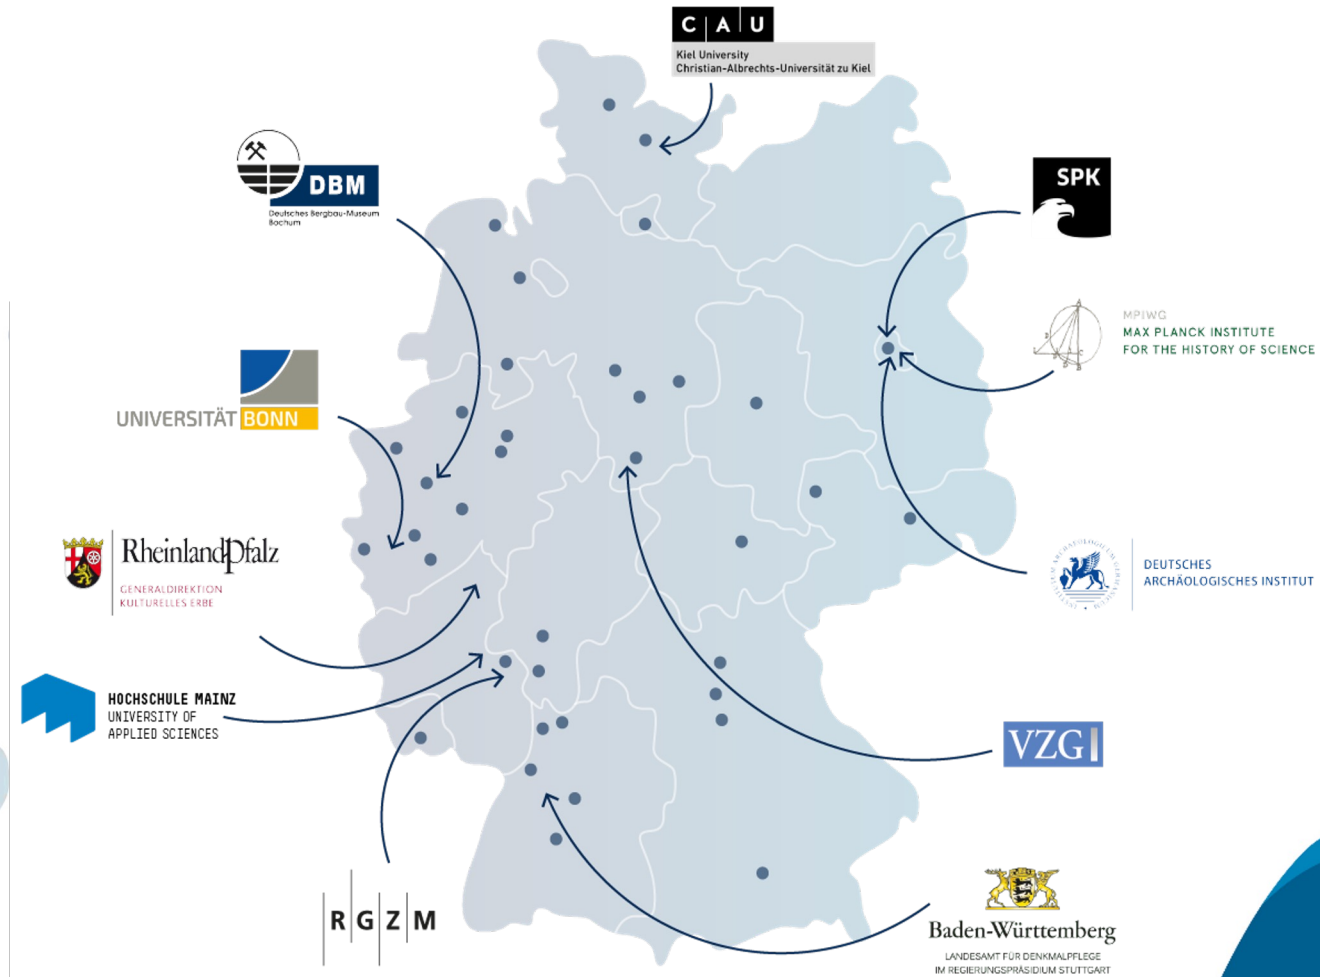 CAU
Kiel University
Christian-Albrechts-Universität zu Kiel
DBM
Deutsches Bergbau-Museum
Bochum
SPK
MPIWG
MAX PLANCK INSTITUTE
FOR THE HISTORY OF SCIENCE
UNIVERSITÄT BONN
RheinlandPfalz
GENERALDIREKTION
KULTURELLES ERBE
DEUTSCHES
ARCHÄOLOGISCHES INSTITUT
HOCHSCHULE MAINZ
UNIVERSITY OF
APPLIED SCIENCES
VZG
RGZM
Baden-Württemberg
LANDESAMT FÜR DENKMALPFLEGE
IM REGIERUNGSPRÄSIDIUM STUTTGART